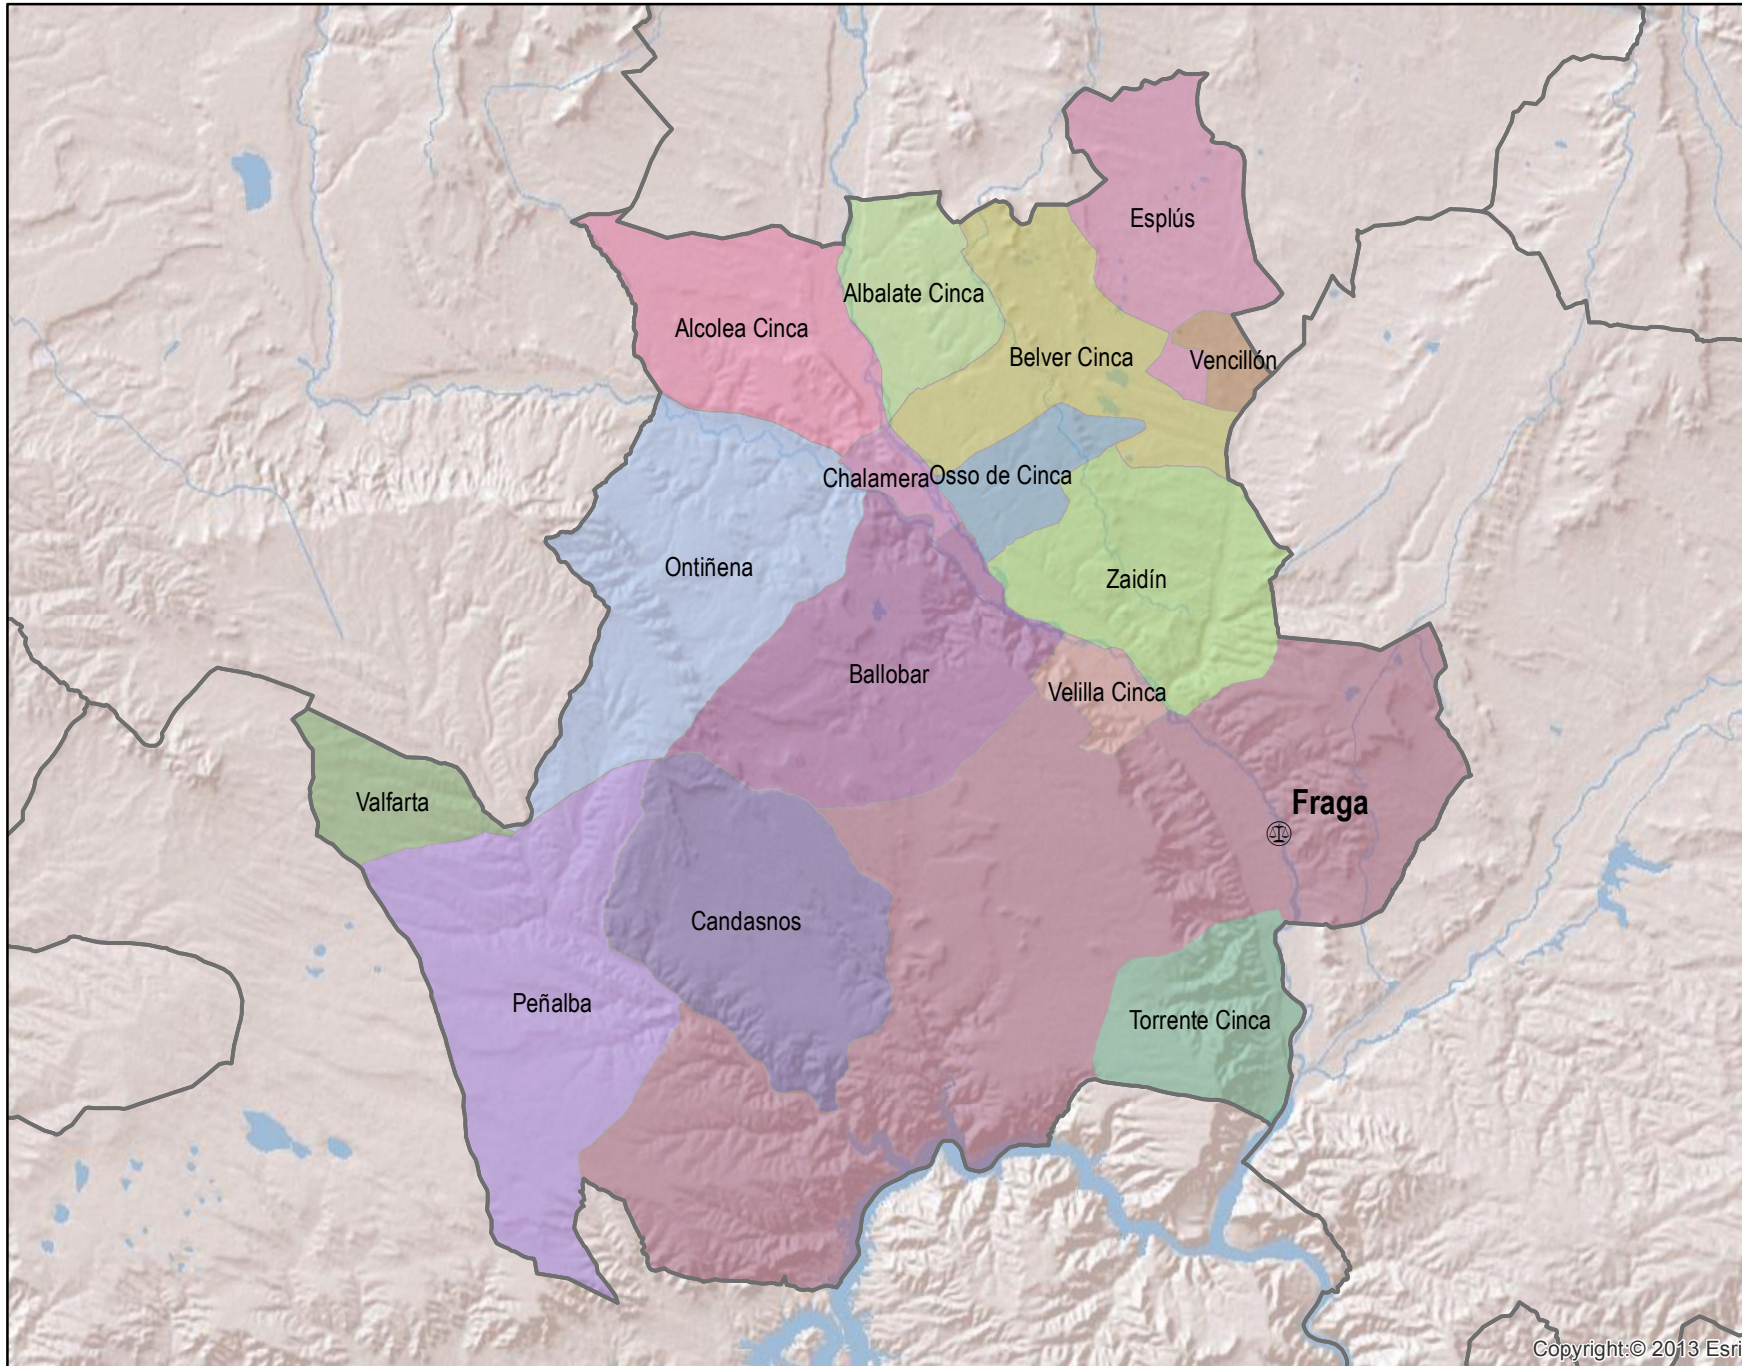 Esplús
Albalate Cinca
Alcolea Cinca
Belver Cinca
Vencillón
Chalamera
Osso de Cinca
Ontiñena
Zaidín
Ballobar
Velilla Cinca
Valfarta
Fraga
Candasnos
Peñalba
Torrente Cinca
Copyright:© 2013 Esri